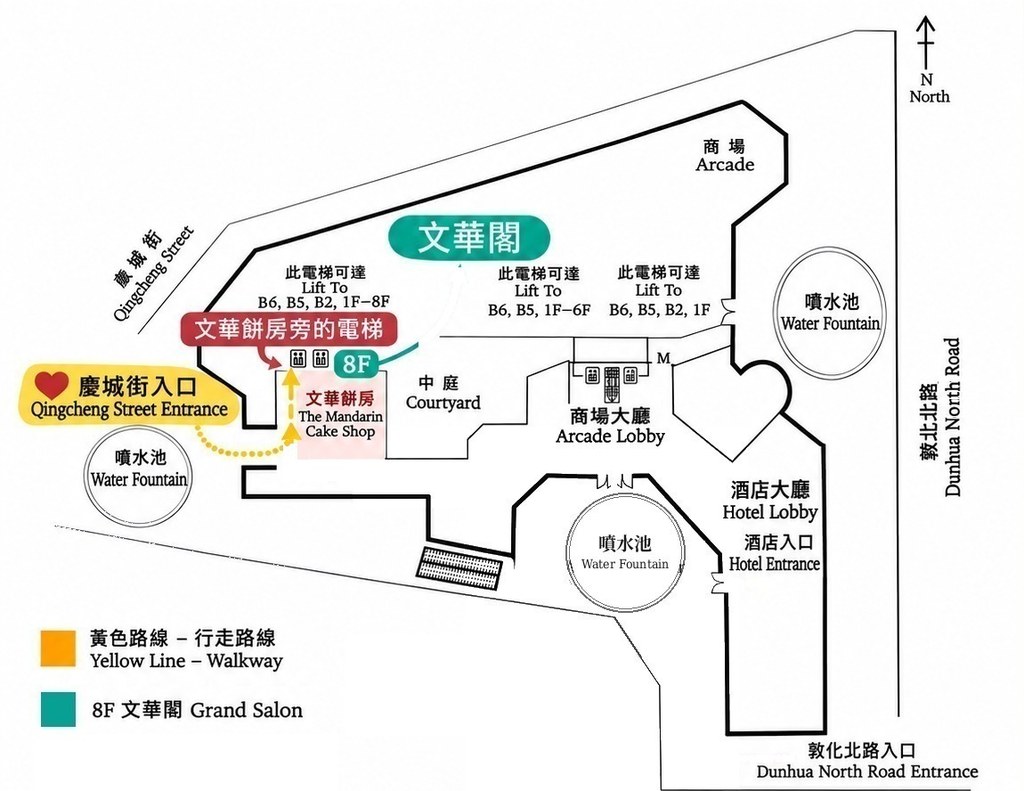 N
North
商場
Arcade
慶城街
Qingcheng Street
文華閣
此電梯可達
Lift To
B6, B5, B2, 1F–8F
此電梯可達
Lift To
B6, B5, 1F–6F
此電梯可達
Lift To
B6, B5, B2, 1F
噴水池
Water Fountain
文華餅房旁的電梯
8F
M
慶城街入口
Qingcheng Street Entrance
文華餅房
The Mandarin
Cake Shop
中庭
Courtyard
商場大廳
Arcade Lobby
敦北北路
Dunhua North Road
噴水池
Water Fountain
酒店大廳
Hotel Lobby
酒店入口
Hotel Entrance
噴水池
Water Fountain
黃色路線 – 行走路線
Yellow Line – Walkway
8F 文華閣 Grand Salon
敦化北路入口
Dunhua North Road Entrance